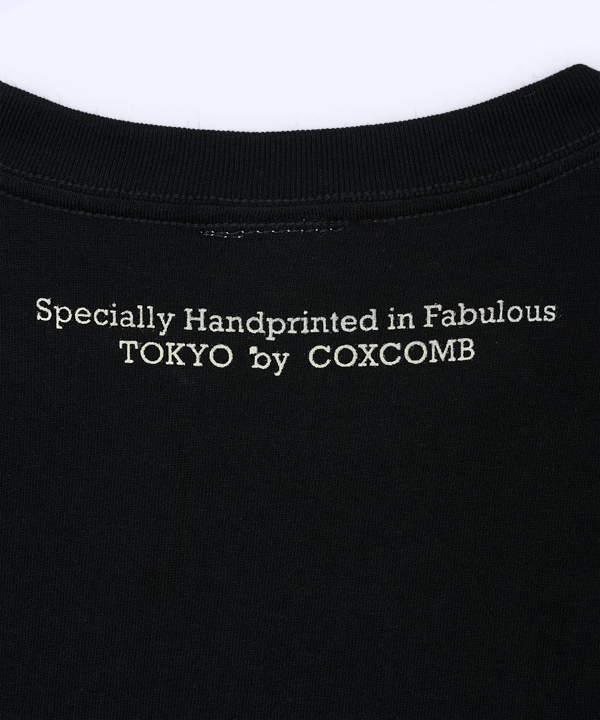 Specially Handprinted in Fabulous
TOKYO by COXCOMB